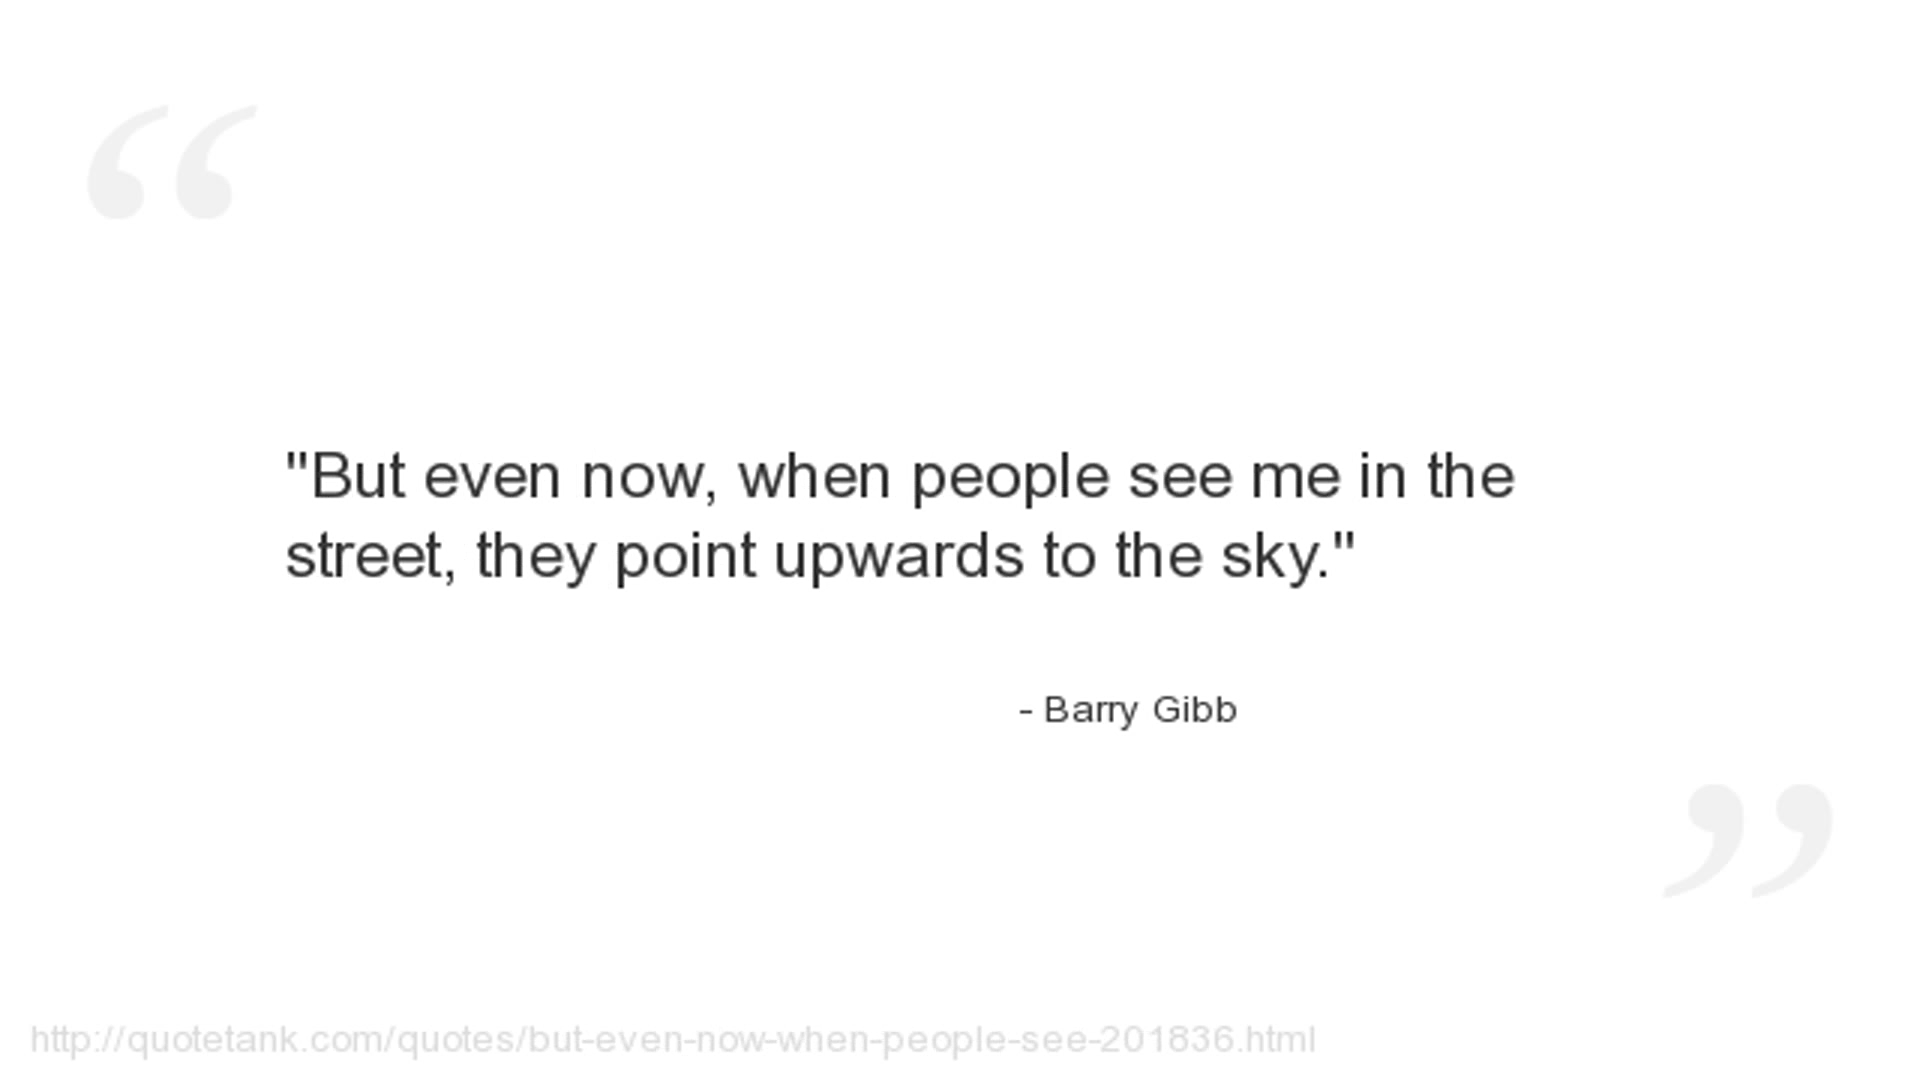 "But even now, when people see me in the
street, they point upwards to the sky."
- Barry Gibb
http://quotetank.com/quotes/but-even-now-when-people-see-201836.html